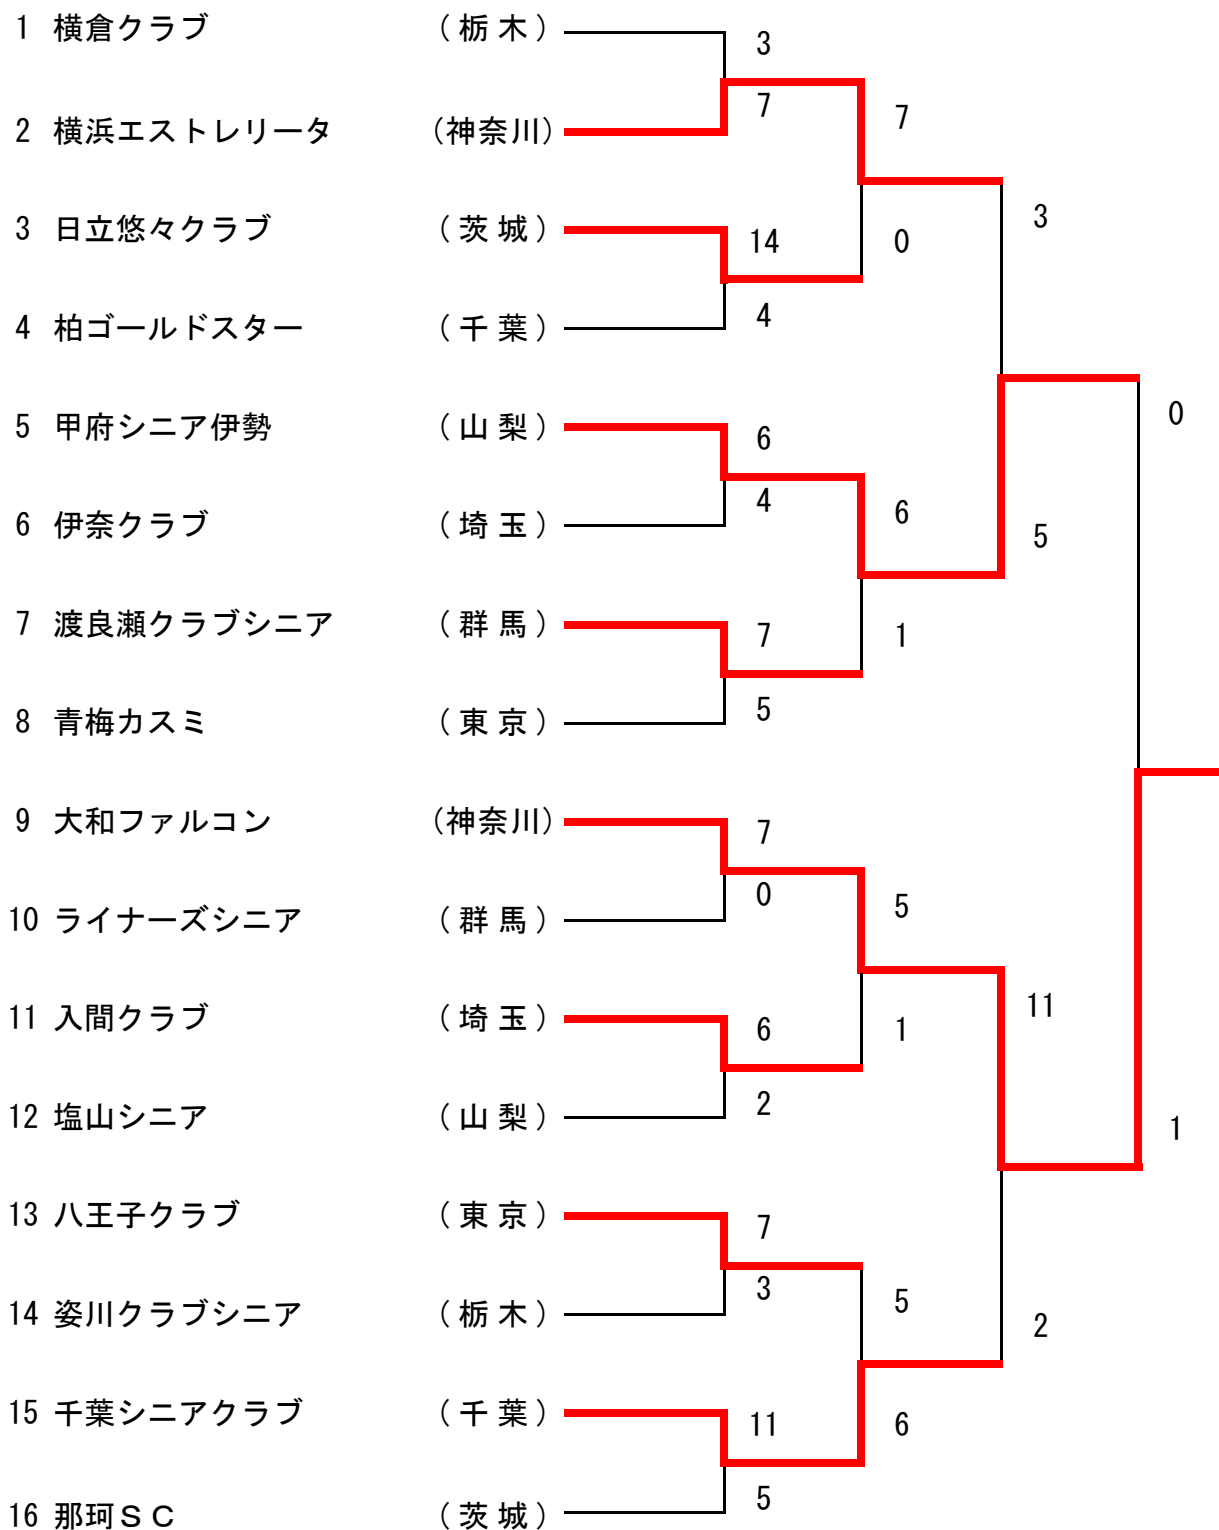 1 横倉クラブ (栃木)
3
7
7
2 横浜エストレリータ (神奈川)
3 日立悠々クラブ (茨城)
3
14
0
4
4 柏ゴールドスター (千葉)
5 甲府シニア伊勢 (山梨)
0
6
4
6
6 伊奈クラブ (埼玉)
5
7 渡良瀬クラブシニア (群馬)
7
1
5
8 青梅カスミ (東京)
9 大和ファルコン (神奈川)
7
0
5
10 ライナーズシニア (群馬)
11 入間クラブ (埼玉)
11
6
1
2
12 塩山シニア (山梨)
1
13 八王子クラブ (東京)
7
3
5
14 姿川クラブシニア (栃木)
2
15 千葉シニアクラブ (千葉)
11
6
5
16 那珂ＳＣ (茨城)